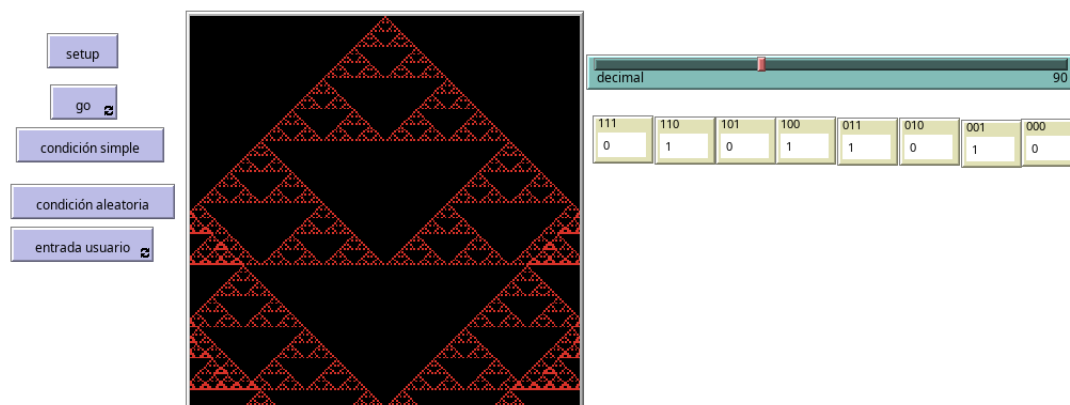 setup
go
condición simple
condición aleatoria
entrada usuario
decimal 90
111 110 101 100 011 010 001 000
0 1 0 1 1 0 1 0